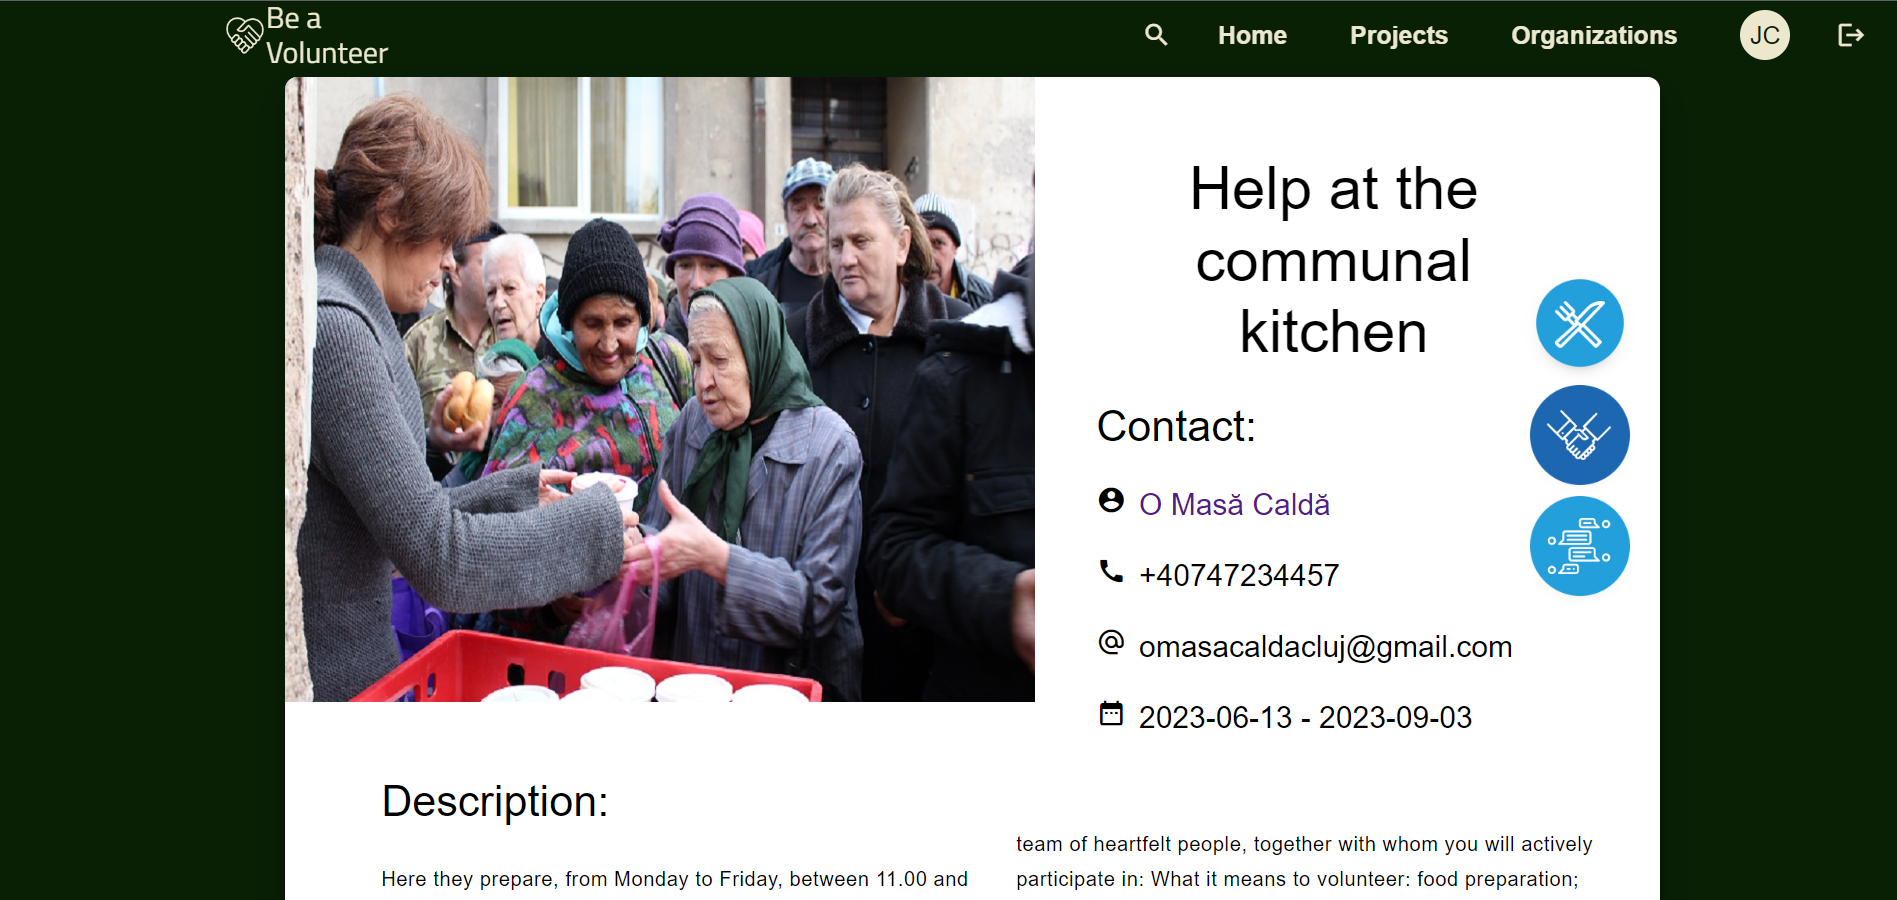 Be a
Volunteer
Home
Projects
Organizations
JC
Help at the
communal
kitchen
Contact:
O Masă Caldă
+40747234457
omasacaldacluj@gmail.com
2023-06-13 - 2023-09-03
Description:
Here they prepare, from Monday to Friday, between 11.00 and
team of heartfelt people, together with whom you will actively
participate in: What it means to volunteer: food preparation;